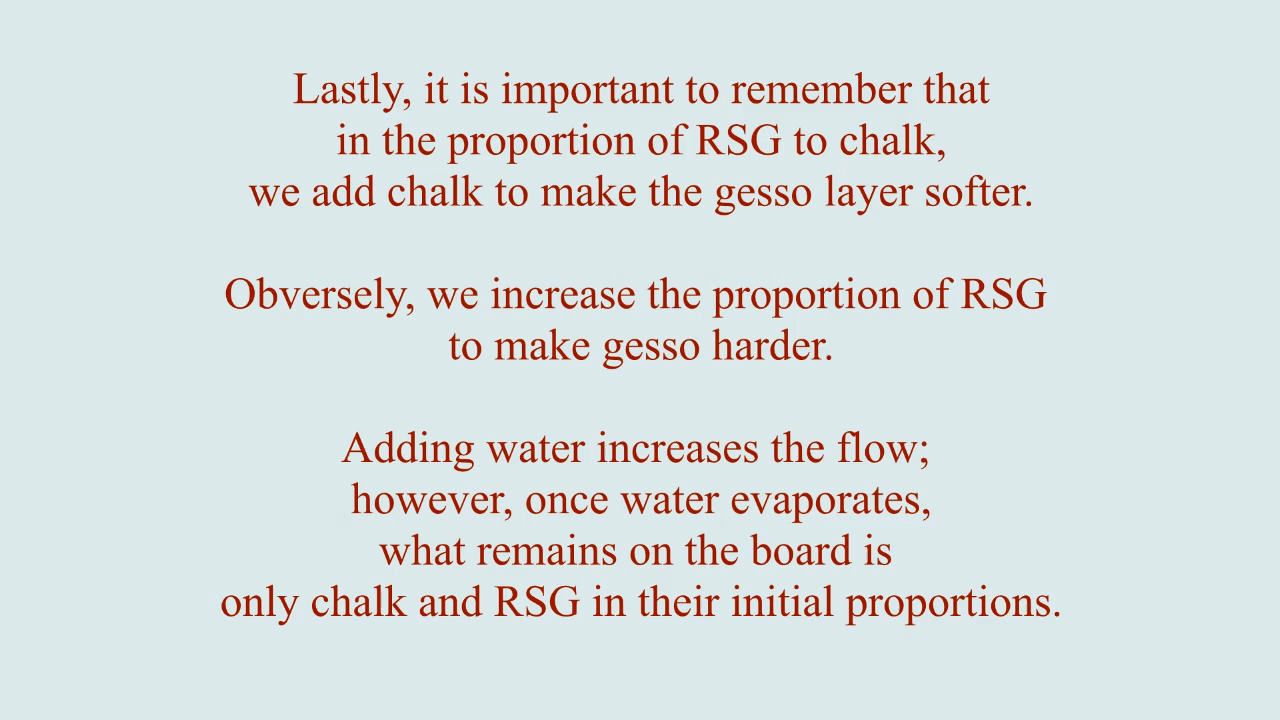 Lastly, it is important to remember that
in the proportion of RSG to chalk,
we add chalk to make the gesso layer softer.
Obversely, we increase the proportion of RSG
to make gesso harder.
Adding water increases the flow;
however, once water evaporates,
what remains on the board is
only chalk and RSG in their initial proportions.